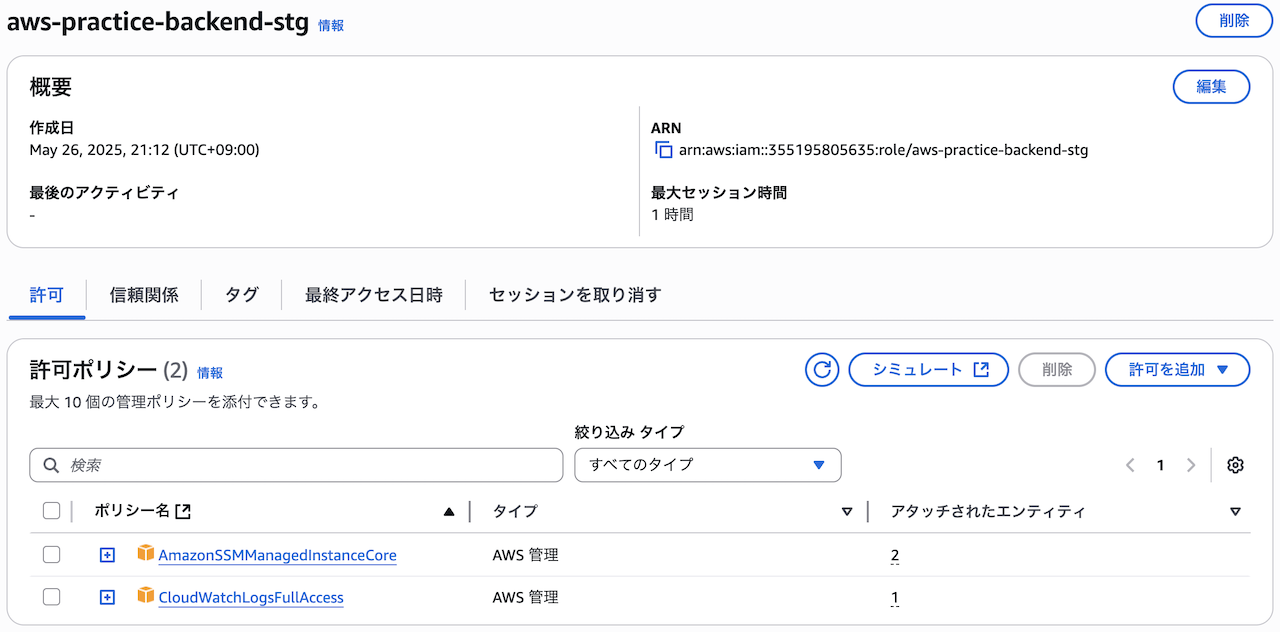 aws-practice-backend-stg 情報
削除
概要
編集
作成日
May 26, 2025, 21:12 (UTC+09:00)
ARN
arn:aws:iam::355195805635:role/aws-practice-backend-stg
最後のアクティビティ
-
最大セッション時間
1 時間
許可 信頼関係 タグ 最終アクセス日時 セッションを取り消す
許可ポリシー (2) 情報
シミュレート 削除 許可を追加
最大 10 個の管理ポリシーを添付できます。
絞り込み タイプ
検索 すべてのタイプ 1
ポリシー名 タイプ アタッチされたエンティティ
AmazonSSMManagedInstanceCore AWS 管理 2
CloudWatchLogsFullAccess AWS 管理 1